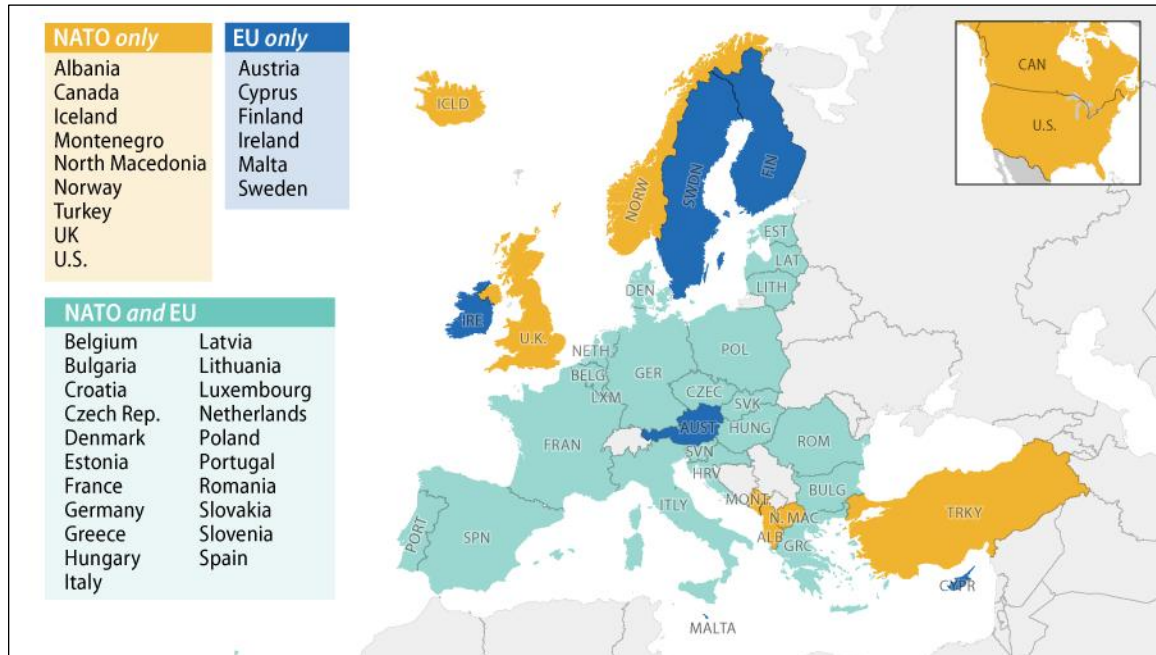 NATO only
Albania
Canada
Iceland
Montenegro
North Macedonia
Norway
Turkey
UK
U.S.
EU only
Austria
Cyprus
Finland
Ireland
Malta
Sweden
NATO and EU
Belgium
Bulgaria
Croatia
Czech Rep.
Denmark
Estonia
France
Germany
Greece
Hungary
Italy
Latvia
Lithuania
Luxembourg
Netherlands
Poland
Portugal
Romania
Slovakia
Slovenia
Spain
CAN
U.S.
ICLD
NORW
SWDN
FIN
EST
LAT
LITH
DEN
IRE
U.K.
NETH
BELG
LXM
GER
POL
CZEC
SVK
AUST
HUNG
FRAN
SVN
HRV
ROM
ITLY
MONT
BULG
N. MAC
ALB
GRC
TRKY
PORT
SPN
CYPR
MALTA